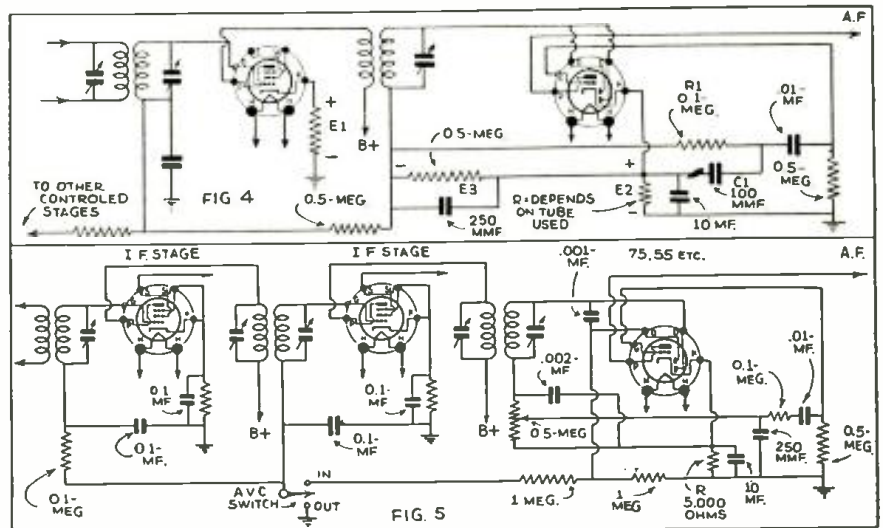 A.F.
R1
0.1-
MEG
.01-
MF
+
E1
-
B+
0.5-MEG
-
E3
+
E2
-
C1
100
MMF
0.5-
MEG
TO OTHER
CONTROLED
STAGES
FIG 4
0.5-MEG
250
MMF
R=DEPENDS
ON TUBE
USED
10 MF.
I F. STAGE
I F STAGE
.001-
MF.
75,55 ETC.
A.F.
.002-
MF
0.1-
MEG.
.01-
MF.
0.1
MF
B+
0.1-
MF
B+
0.5-MEG
0.1-
MF.
0.1-
MF.
250
MMF.
0.5-MEG
0.1-
MEG
AVC
SWITCH
IN
OUT
FIG. 5
1 MEG.
1
MEG
R
5,000
OHMS
10
MF.